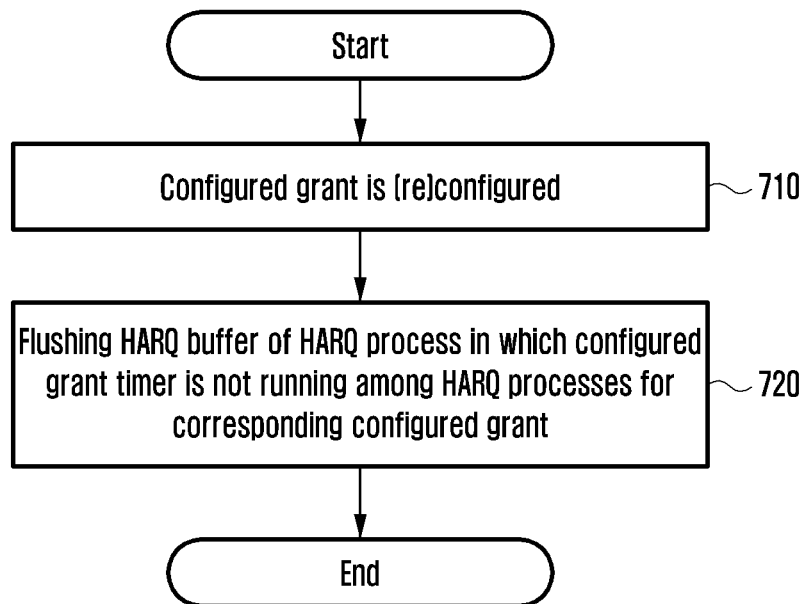 Start
Configured grant is (re)configured
710
Flushing HARQ buffer of HARQ process in which configured
grant timer is not running among HARQ processes for
corresponding configured grant
720
End